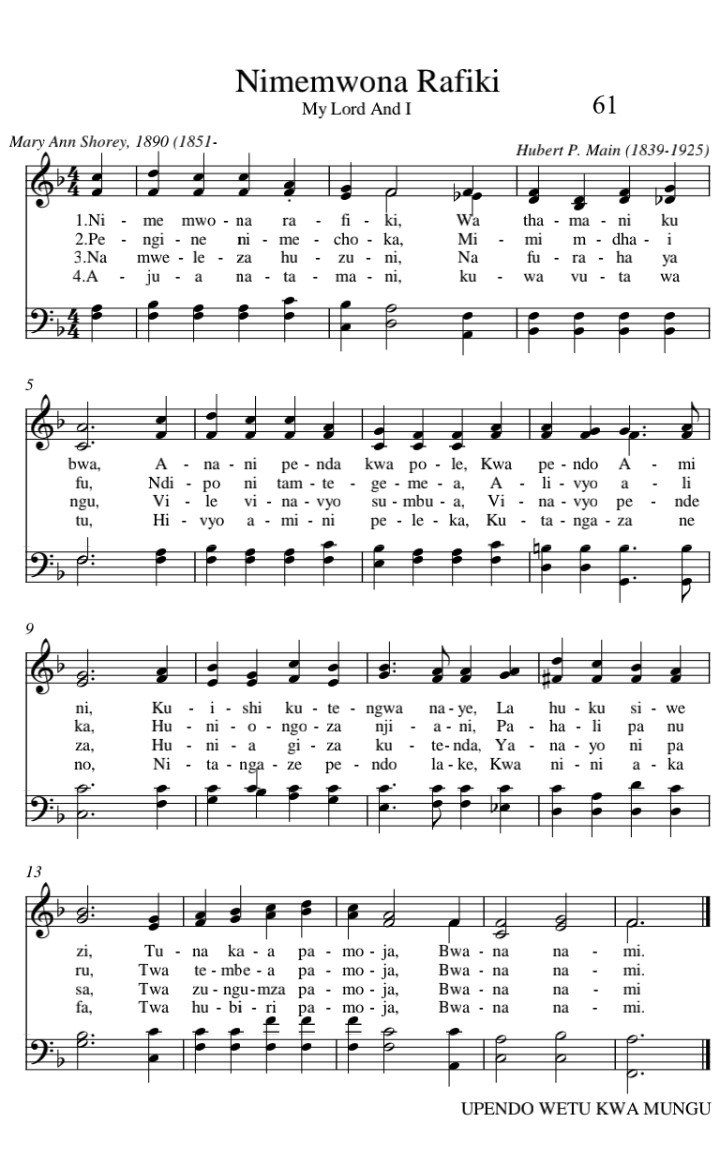 Nimemwona Rafiki
My Lord And I
61
Mary Ann Shorey, 1890 (1851-
Hubert P. Main (1839-1925)
1.Ni - me mwo - na ra - fi - ki, Wa tha - ma - ni ku
2.Pe - ngi - ne ni - me - cho - ka, Mi - mi m - dha - i
3.Na mwe - le - za hu - zu - ni, Na fu - ra - ha ya
4.A - ju - a na - ta - ma - ni, ku - wa vu - ta wa
5
bwa, A - na - ni pe - nda kwa po - le, Kwa pe - ndo A - mi
fu, Ndi - po ni tam - te - ge - me - a, A - li - vyo a - li
ngu, Vi - le vi - na - vyo su - mbu - a, Vi - na - vyo pe - nde
tu, Hi - vyo a - mi - ni pe - le - ka, Ku - ta - nga - za ne
9
ni, Ku - i - shi ku - te - ngwa na - ye, La hu - ku si - we
ka, Hu - ni - o - ngo - za nji - a - ni, Pa - ha - li pa nu
za, Hu - ni - a gi - za ku - te - nda, Ya - na - yo ni pa
no, Ni - ta - nga - ze pe - ndo la - ke, Kwa ni - ni a - ka
13
zi, Tu - na ka - a pa - mo - ja, Bwa - na na - mi.
ru, Twa te - mbe - a pa - mo - ja, Bwa - na na - mi.
sa, Twa zu - ngu - mza pa - mo - ja, Bwa - na na - mi.
fa, Twa hu - bi - ri pa - mo - ja, Bwa - na na - mi.
UPENDO WETU KWA MUNGU